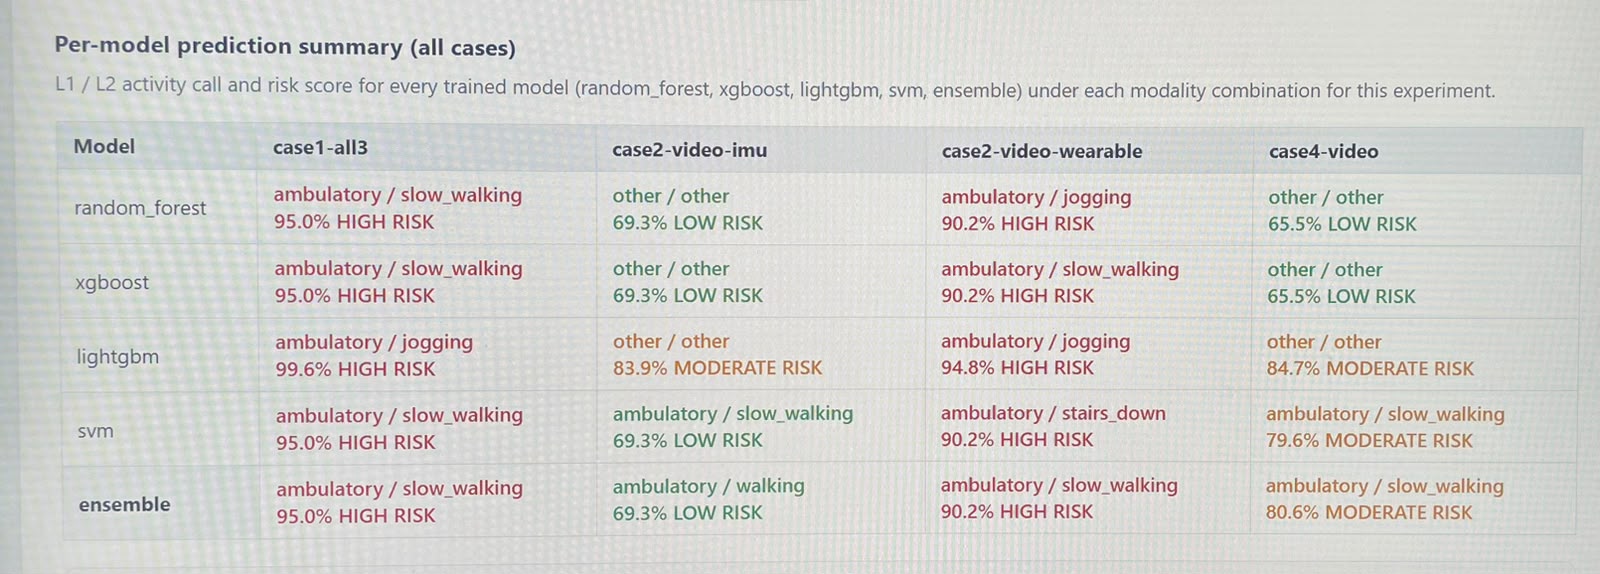 Per-model prediction summary (all cases)
L1 / L2 activity call and risk score for every trained model (random_forest, xgboost, lightgbm, svm, ensemble) under each modality combination for this experiment.
Model case1-all3 case2-video-imu case2-video-wearable case4-video
random_forest ambulatory / slow_walking other / other ambulatory / jogging other / other
95.0% HIGH RISK 69.3% LOW RISK 90.2% HIGH RISK 65.5% LOW RISK
xgboost ambulatory / slow_walking other / other ambulatory / slow_walking other / other
95.0% HIGH RISK 69.3% LOW RISK 90.2% HIGH RISK 65.5% LOW RISK
lightgbm ambulatory / jogging other / other ambulatory / jogging other / other
99.6% HIGH RISK 83.9% MODERATE RISK 94.8% HIGH RISK 84.7% MODERATE RISK
svm ambulatory / slow_walking ambulatory / slow_walking ambulatory / stairs_down ambulatory / slow_walking
95.0% HIGH RISK 69.3% LOW RISK 90.2% HIGH RISK 79.6% MODERATE RISK
ensemble ambulatory / slow_walking ambulatory / walking ambulatory / slow_walking ambulatory / slow_walking
95.0% HIGH RISK 69.3% LOW RISK 90.2% HIGH RISK 80.6% MODERATE RISK